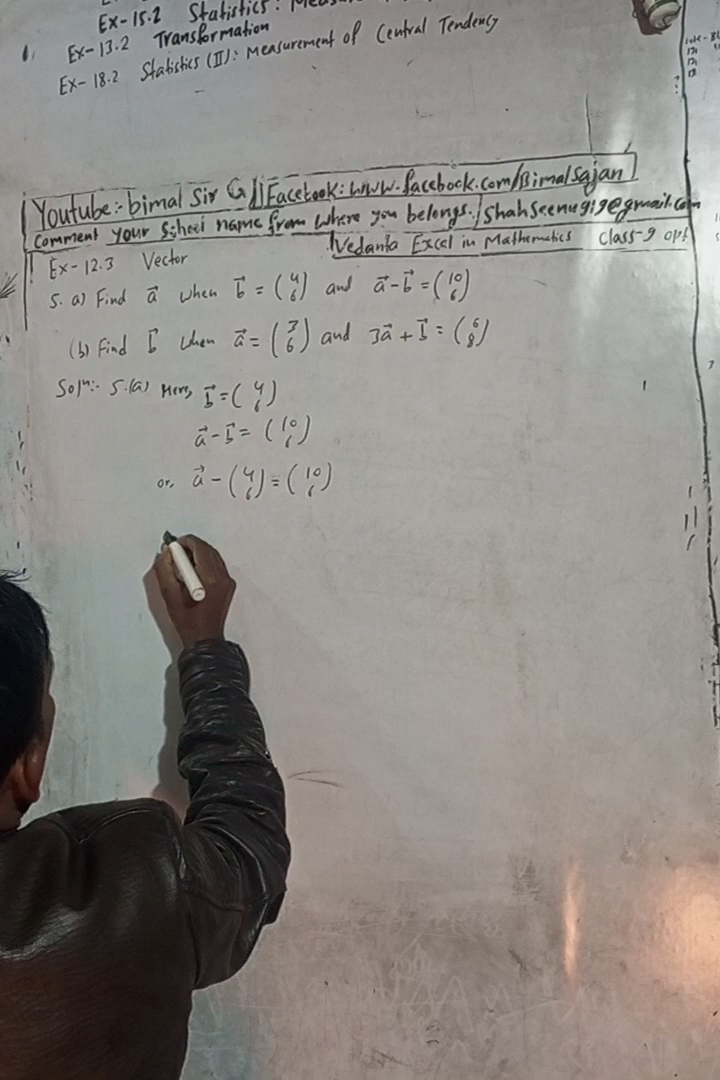 Ex-15.2 Statistics:
Ex-13.2 Transformation
Ex-18.2 Statistics (II): Measurement of Central Tendency
Youtube:- bimal Sir G || Facebook: www.facebook.com/BimalSajan
Comment your School name from where you belongs. / Shahseenu919@gmail.com
Vedanta Excel in Mathematics Class-9 opt
Ex-12.3 Vector
5. a) Find a⃗ when b⃗ = (4 6) and a⃗-b⃗ = (10 6)
(b) Find b⃗ when a⃗ = (3 6) and 3a⃗+b⃗ = (6 8)
Solⁿ:- 5.(a) Here, b⃗ = (4 6)
a⃗-b⃗ = (10 6)
or, a⃗ - (4 6) = (10 6)